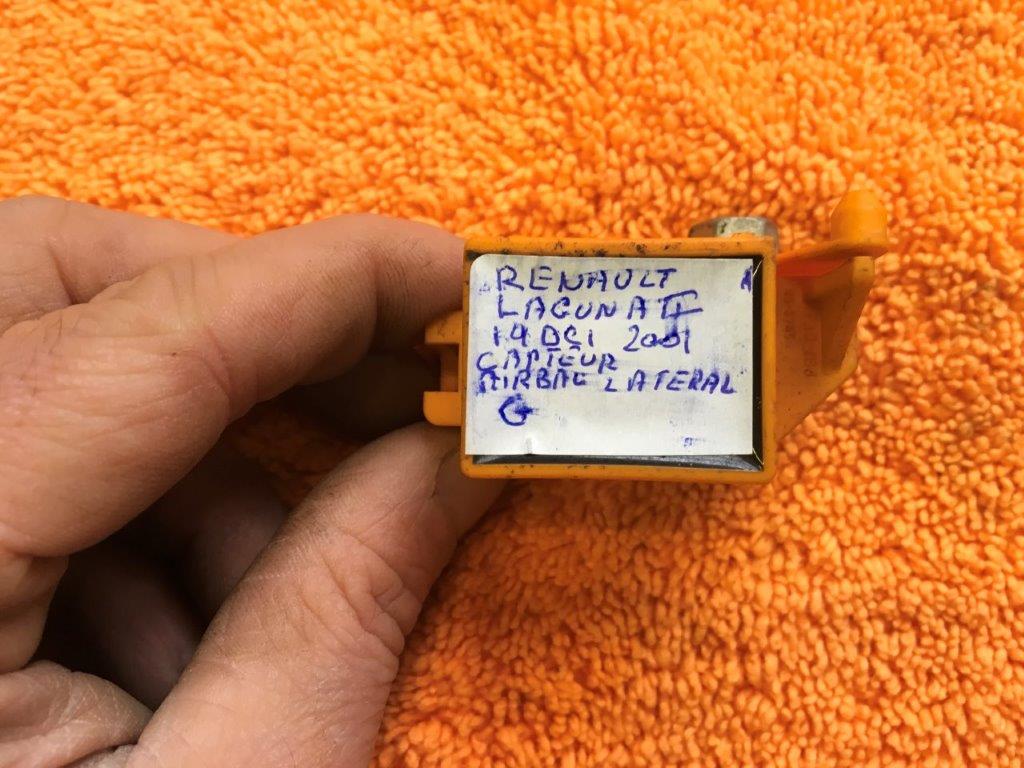 RENAULT
LAGUNA II
1.9 DCI 2001
CAPTEUR
AIRBAG LATERAL
G